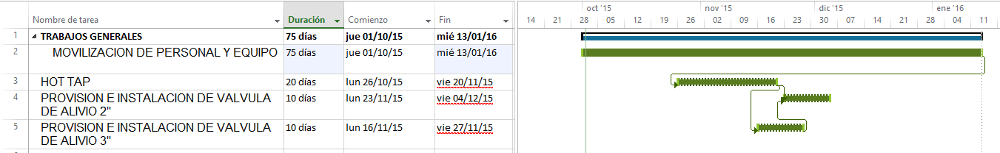 oct '15 nov '15 dic '15 ene '16
Nombre de tarea Duración Comienzo Fin 14 21 28 05 12 19 26 02 09 16 23 30 07 14 21 28 04 11
1 TRABAJOS GENERALES 75 días jue 01/10/15 mié 13/01/16
2 MOVILIZACION DE PERSONAL Y EQUIPO 75 días jue 01/10/15 mié 13/01/16
3 HOT TAP 20 días lun 26/10/15 vie 20/11/15
4 PROVISION E INSTALACION DE VALVULA 10 días lun 23/11/15 vie 04/12/15
DE ALIVIO 2"
5 PROVISION E INSTALACION DE VALVULA 10 días lun 16/11/15 vie 27/11/15
DE ALIVIO 3"